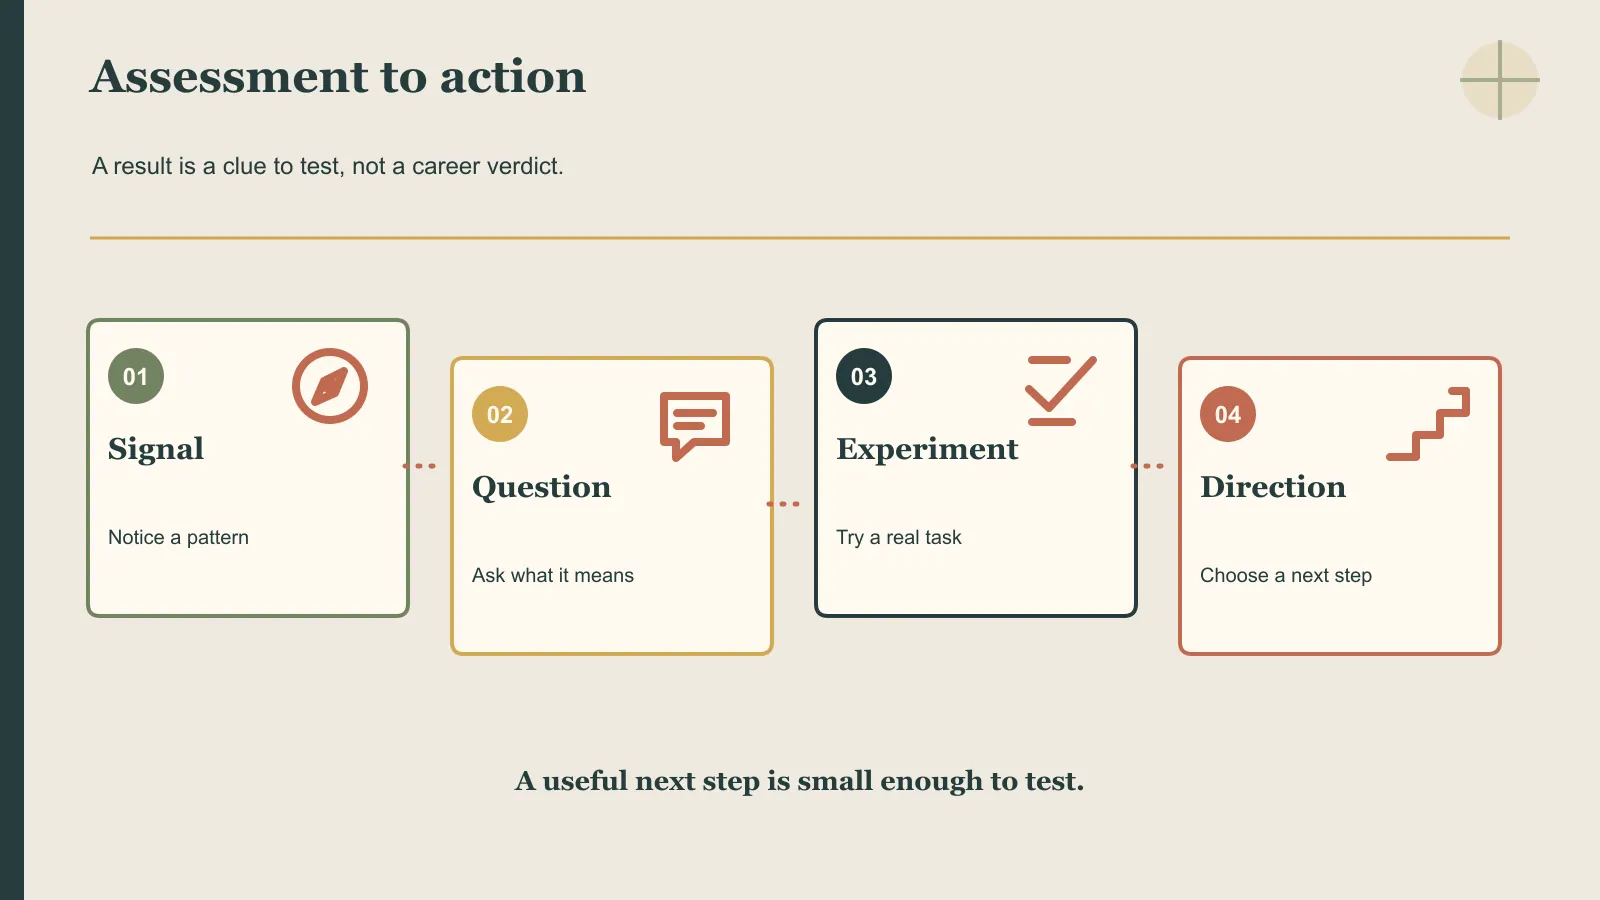 Assessment to action
A result is a clue to test, not a career verdict.
01
Signal
Notice a pattern
02
Question
Ask what it means
03
Experiment
Try a real task
04
Direction
Choose a next step
A useful next step is small enough to test.